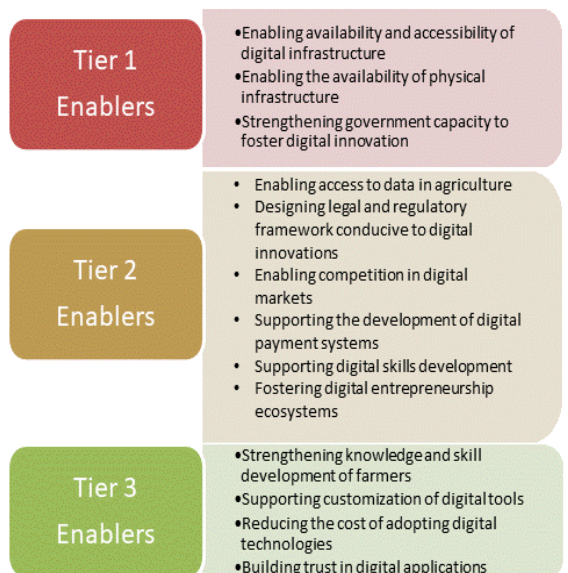 Tier 1
Enablers
•Enabling availability and accessibility of
digital infrastructure
•Enabling the availability of physical
infrastructure
•Strengthening government capacity to
foster digital innovation
Tier 2
Enablers
• Enabling access to data in agriculture
• Designing legal and regulatory
framework conducive to digital
innovations
• Enabling competition in digital
markets
• Supporting the development of digital
payment systems
• Supporting digital skills development
• Fostering digital entrepreneurship
ecosystems
Tier 3
Enablers
•Strengthening knowledge and skill
development of farmers
•Supporting customization of digital tools
•Reducing the cost of adopting digital
technologies
•Building trust in digital applications